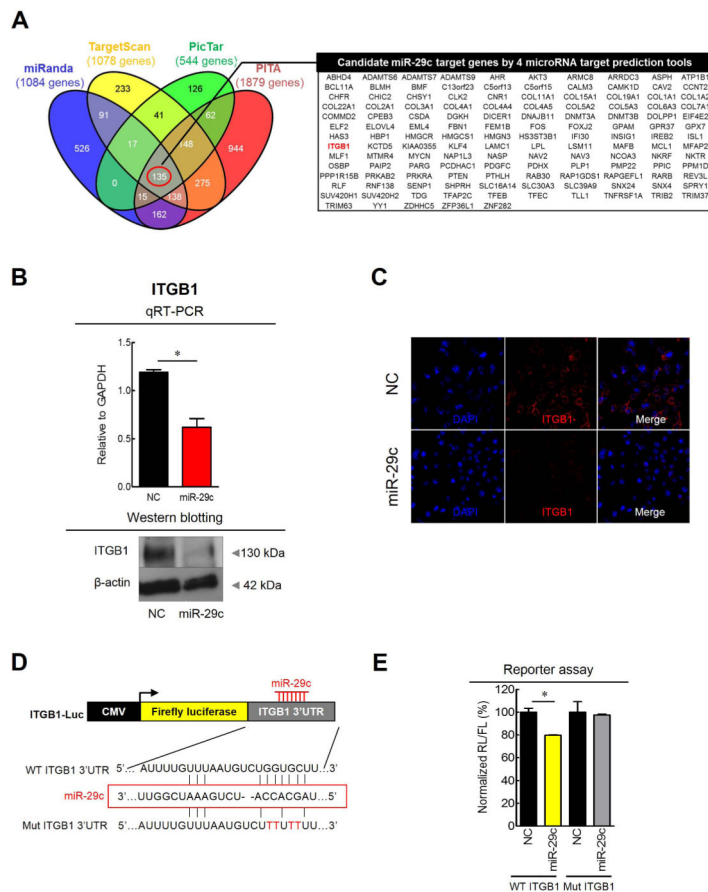 A
TargetScan
(1078 genes)
PicTar
(544 genes)
miRanda
(1084 genes)
PITA
(1879 genes)
233
126
91
41
62
526
17
148
944
135
0
15
138
275
162
Candidate miR-29c target genes by 4 microRNA target prediction tools
ABHD4 ADAMTS6 ADAMTS7 ADAMTS9 AHR AKT3 ARMC8 ARRDC3 ASPH ATP1B1
BCL11A BLMH BMF C13orf23 C5orf13 C5orf15 CALM3 CAMK1D CAV2 CCNT2
CHFR CHIC2 CHSY1 CLK2 CNR1 COL11A1 COL15A1 COL19A1 COL1A1 COL1A2
COL22A1 COL2A1 COL3A1 COL4A1 COL4A4 COL4A5 COL5A2 COL5A3 COL6A3 COL7A1
COMMD2 CPEB3 CSDA DGKH DICER1 DNAJB11 DNMT3A DNMT3B DOLPP1 EIF4E2
ELF2 ELOVL4 EML4 FBN1 FEM1B FOS FOXJ2 GPAM GPR37 GPX7
HAS3 HBP1 HMGCR HMGCS1 HMGN3 HS3ST3B1 IFI30 INSIG1 IREB2 ISL1
ITGB1 KCTD5 KIAA0355 KLF4 LAMC1 LPL LSM11 MAFB MCL1 MFAP2
MLF1 MTMR4 MYCN NAP1L3 NASP NAV2 NAV3 NCOA3 NKRF NKTR
OSBP PAIP2 PARG PCDHAC1 PDGFC PDHX PLP1 PMP22 PPIC PPM1D
PPP1R15B PRKAB2 PRKRA PTEN PTHLH RAB30 RAP1GDS1 RAPGEFL1 RARB REV3L
RLF RNF138 SENP1 SHPRH SLC16A14 SLC30A3 SLC39A9 SNX24 SNX4 SPRY1
SUV420H1 SUV420H2 TDG TFAP2C TFEB TFEC TLL1 TNFRSF1A TRIB2 TRIM37
TRIM63 YY1 ZDHHC5 ZFP36L1 ZNF282
B
ITGB1
qRT-PCR
Relative to GAPDH
1.5
1.0
0.5
0.0
*
NC miR-29c
Western blotting
ITGB1 130 kDa
β-actin 42 kDa
NC miR-29c
C
NC
DAPI ITGB1 Merge
miR-29c
DAPI ITGB1 Merge
D
miR-29c
ITGB1-Luc CMV Firefly luciferase ITGB1 3'UTR
WT ITGB1 3'UTR 5'…AUUUUGUUUAAUGUCUGGUGCUU…3'
miR-29c 3'…UUGGCUAAAGUCU--ACCACGAU…5'
Mut ITGB1 3'UTR 5'…AUUUUGUUUAAUGUCUTTUTTUU…3'
E
Reporter assay
Normalized RL/FL (%)
120
100
80
60
40
20
0
*
NC miR-29c NC miR-29c
WT ITGB1 Mut ITGB1